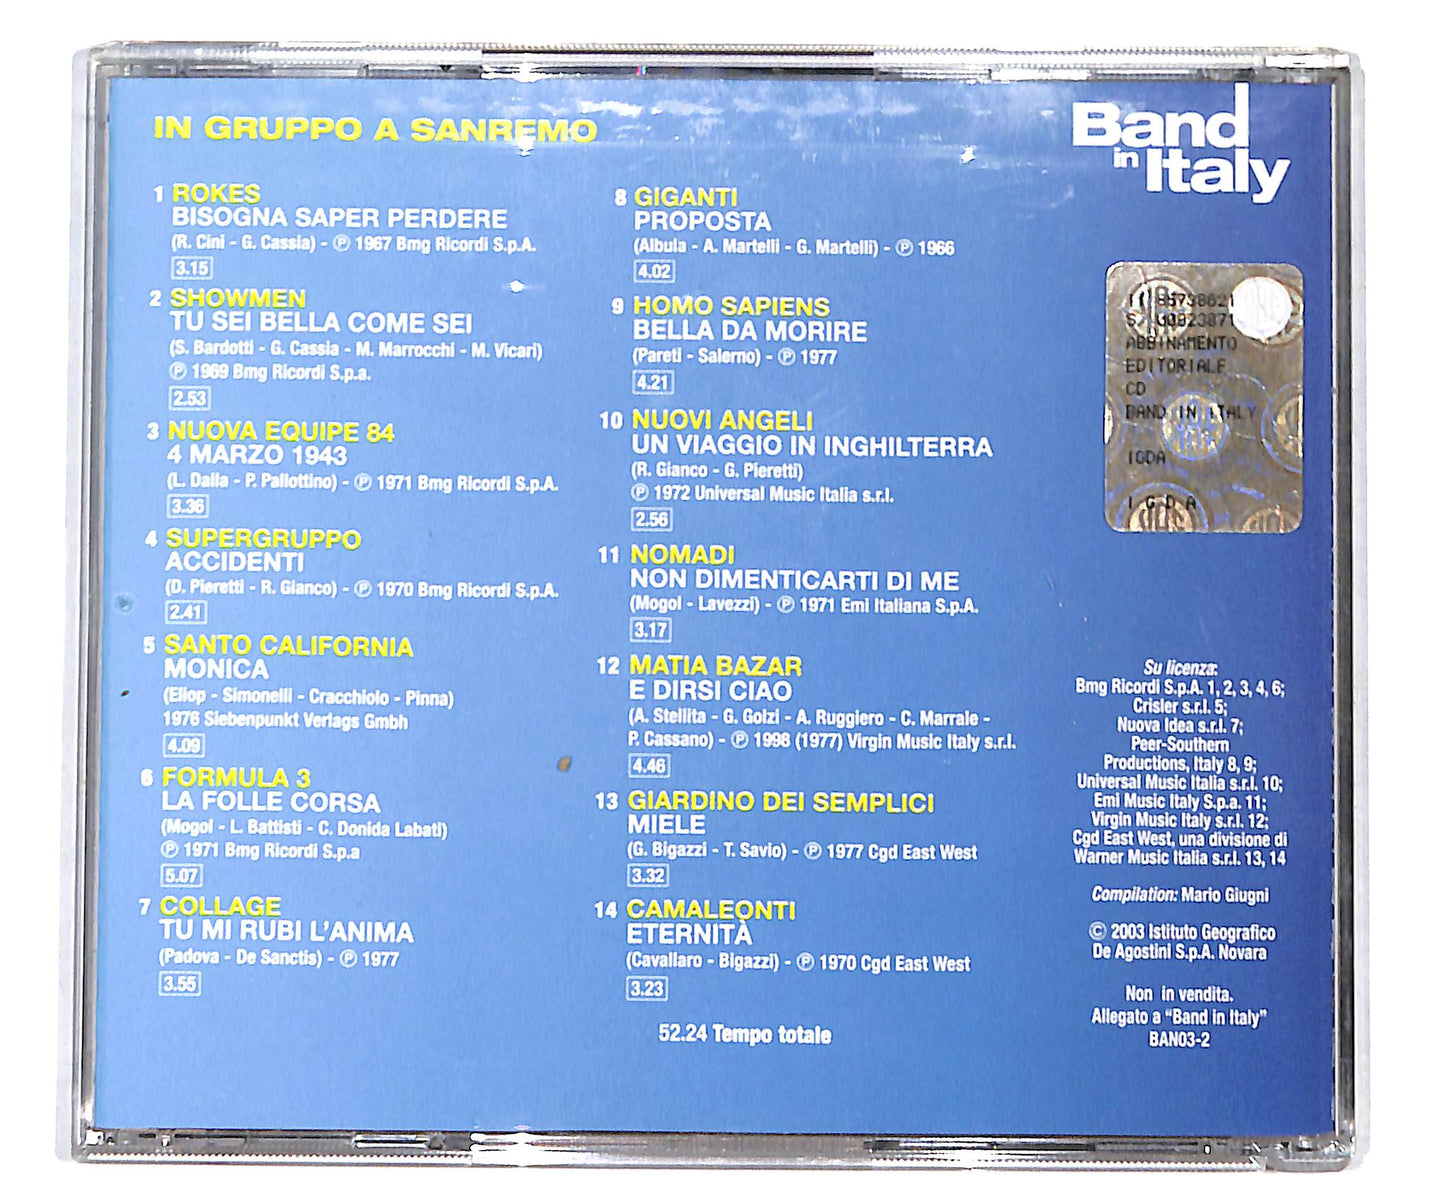 IN GRUPPO A SANREMO
1 ROKES
BISOGNA SAPER PERDERE
(R. Cini - G. Cassia) - ℗ 1967 Bmg Ricordi S.p.A.
3.15
2 SHOWMEN
TU SEI BELLA COME SEI
(S. Bardotti - G. Cassia - M. Marrocchi - M. Vicari)
℗ 1969 Bmg Ricordi S.p.a.
2.53
3 NUOVA EQUIPE 84
4 MARZO 1943
(L. Dalla - P. Pallottino) - ℗ 1971 Bmg Ricordi S.p.A.
3.36
4 SUPERGRUPPO
ACCIDENTI
(D. Pieretti - R. Gianco) - ℗ 1970 Bmg Ricordi S.p.A.
2.41
5 SANTO CALIFORNIA
MONICA
(Eliop - Simonelli - Cracchiolo - Pinna)
1976 Siebenpunkt Verlags Gmbh
4.09
6 FORMULA 3
LA FOLLE CORSA
(Mogol - L. Battisti - C. Donida Labati)
℗ 1971 Bmg Ricordi S.p.a
5.07
7 COLLAGE
TU MI RUBI L'ANIMA
(Padova - De Sanctis) - ℗ 1977
3.55
8 GIGANTI
PROPOSTA
(Albula - A. Martelli - G. Martelli) - ℗ 1966
4.02
9 HOMO SAPIENS
BELLA DA MORIRE
(Pareti - Salerno) - ℗ 1977
4.21
10 NUOVI ANGELI
UN VIAGGIO IN INGHILTERRA
(R. Gianco - G. Pieretti)
℗ 1972 Universal Music Italia s.r.l.
2.56
11 NOMADI
NON DIMENTICARTI DI ME
(Mogol - Lavezzi) - ℗ 1971 Emi Italiana S.p.A.
3.17
12 MATIA BAZAR
E DIRSI CIAO
(A. Stellita - G. Golzi - A. Ruggiero - C. Marrale -
P. Cassano) - ℗ 1998 (1977) Virgin Music Italy s.r.l.
4.46
13 GIARDINO DEI SEMPLICI
MIELE
(G. Bigazzi - T. Savio) - ℗ 1977 Cgd East West
3.32
14 CAMALEONTI
ETERNITÀ
(Cavallaro - Bigazzi) - ℗ 1970 Cgd East West
3.23
52.24 Tempo totale
Band
in Italy
ABBINAMENTO
EDITORIALE
CD
BAND IN ITALY
IGDA
I G D A
Su licenza:
Bmg Ricordi S.p.A. 1, 2, 3, 4, 6;
Crisler s.r.l. 5;
Nuova Idea s.r.l. 7;
Peer-Southern
Productions, Italy 8, 9;
Universal Music Italia s.r.l. 10;
Emi Music Italy S.p.a. 11;
Virgin Music Italy s.r.l. 12;
Cgd East West, una divisione di
Warner Music Italia s.r.l. 13, 14
Compilation: Mario Giugni
© 2003 Istituto Geografico
De Agostini S.p.A. Novara
Non in vendita.
Allegato a "Band in Italy"
BAN03-2